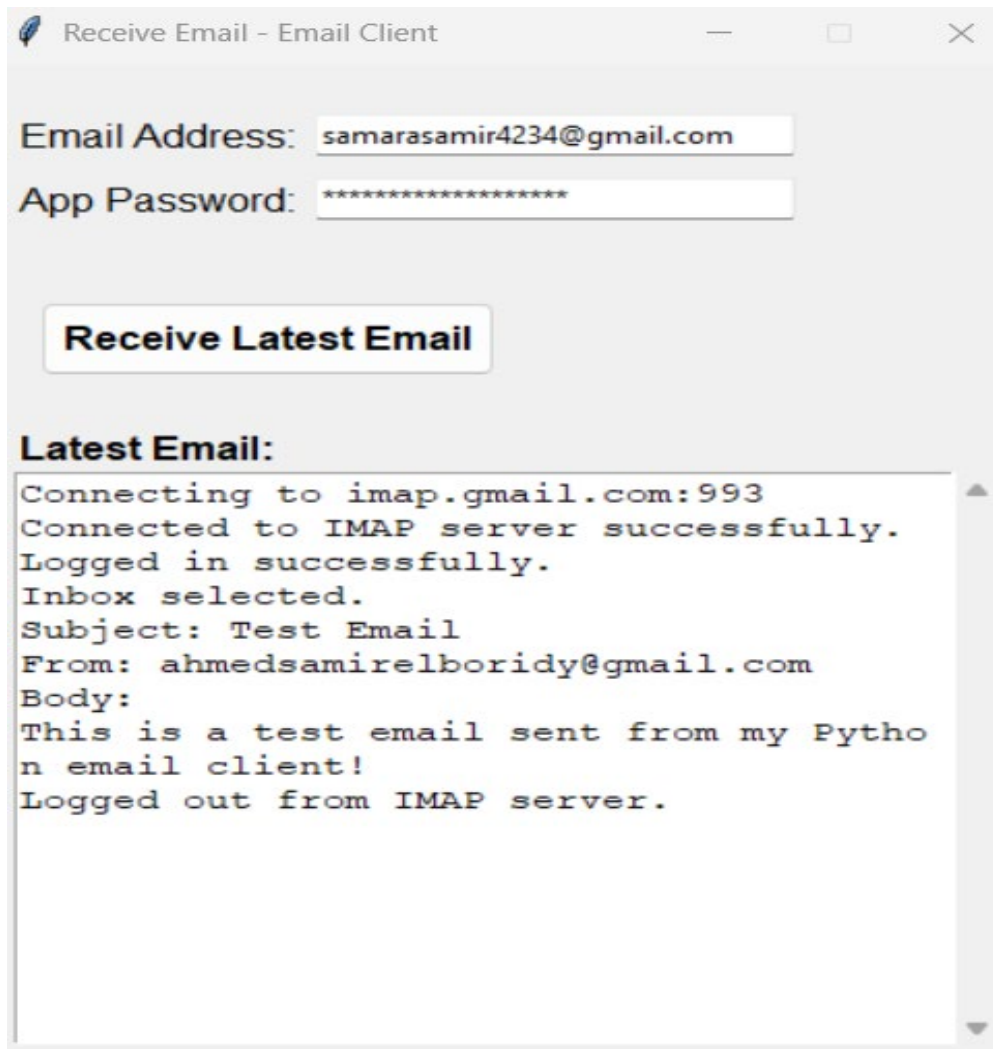 Receive Email - Email Client
Email Address: samarasamir4234@gmail.com
App Password: *******************
Receive Latest Email
Latest Email:
Connecting to imap.gmail.com:993
Connected to IMAP server successfully.
Logged in successfully.
Inbox selected.
Subject: Test Email
From: ahmedsamirelboridy@gmail.com
Body:
This is a test email sent from my Pytho
n email client!
Logged out from IMAP server.